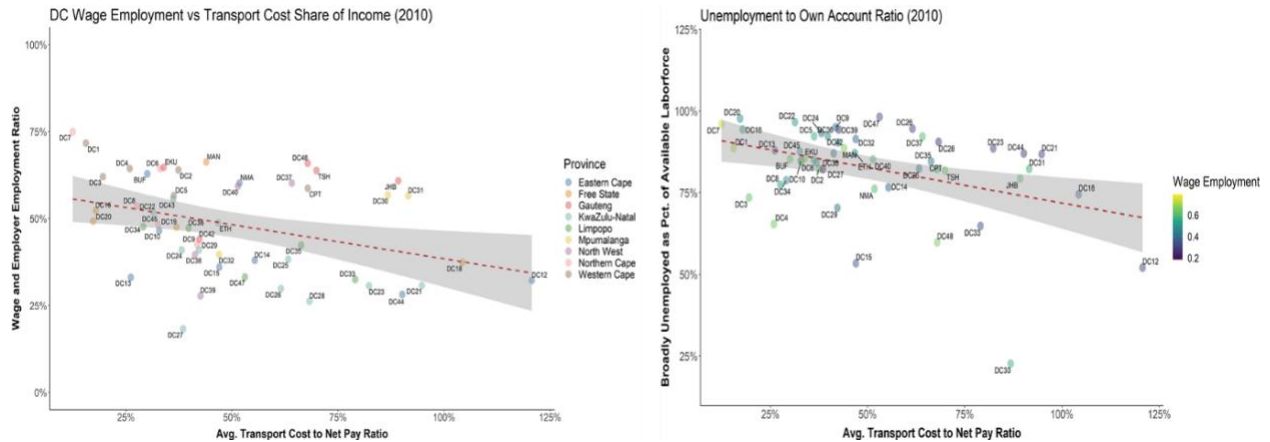 DC Wage Employment vs Transport Cost Share of Income (2010)
Wage and Employer Employment Ratio
100%
75%
50%
25%
0%
DC7
DC1
DC4
DC3
BUF
DC6
EKU
DC2
MAN
DC5
NMA
DC40
DC37
DC48
TSH
CPT
JHB
DC30
DC31
DC16
DC20
DC8
DC22
DC43
DC34
DC45
DC10
DC19
DC38
ETH
DC9
DC42
DC29
DC24
DC38
DC32
DC15
DC13
DC39
DC27
DC14
DC25
DC35
DC47
DC26
DC28
DC33
DC23
DC44
DC21
DC18
DC12
25%
50%
75%
100%
125%
Avg. Transport Cost to Net Pay Ratio
Province
Eastern Cape
Free State
Gauteng
KwaZulu-Natal
Limpopo
Mpumalanga
North West
Northern Cape
Western Cape
Unemployment to Own Account Ratio (2010)
Broadly Unemployed as Pct. of Available Laborforce
125%
100%
75%
50%
25%
DC20
DC7
DC16
DC1
DC22
DC24
DC5
DC9
DC39
DC47
DC26
DC37
DC28
DC23
DC44
DC21
DC13
DC45
EKU
DC42
DC32
MAN
ETH
DC40
DC35
CPT
TSH
DC31
JHB
BUF
DC6
DC38
DC2
DC27
DC8
DC10
DC34
DC3
DC4
DC29
NMA
DC14
DC33
DC48
DC15
DC18
DC12
DC30
25%
50%
75%
100%
125%
Avg. Transport Cost to Net Pay Ratio
Wage Employment
0.6
0.4
0.2